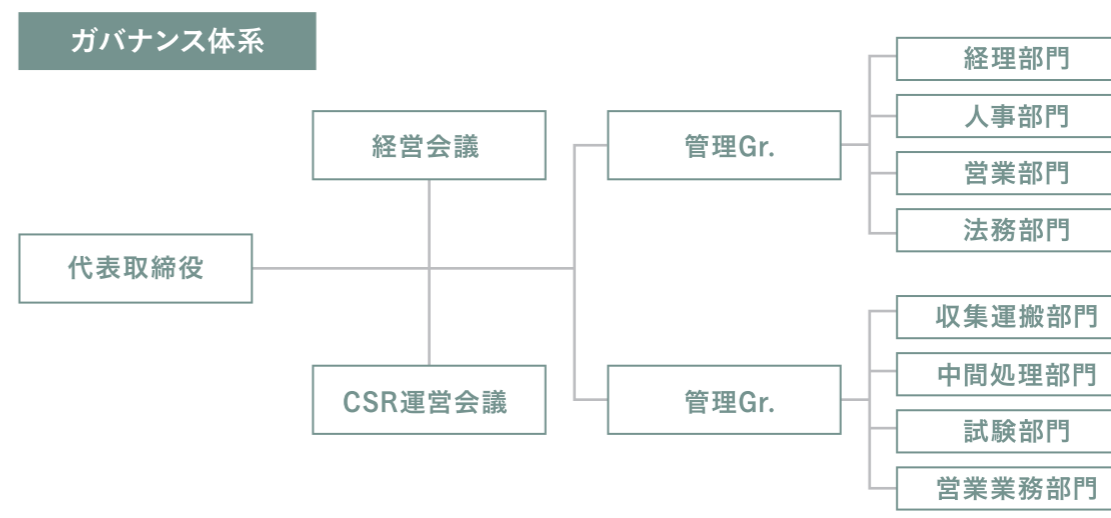 ガバナンス体系
代表取締役
経営会議
CSR運営会議
管理Gr.
経理部門
人事部門
営業部門
法務部門
管理Gr.
収集運搬部門
中間処理部門
試験部門
営業業務部門